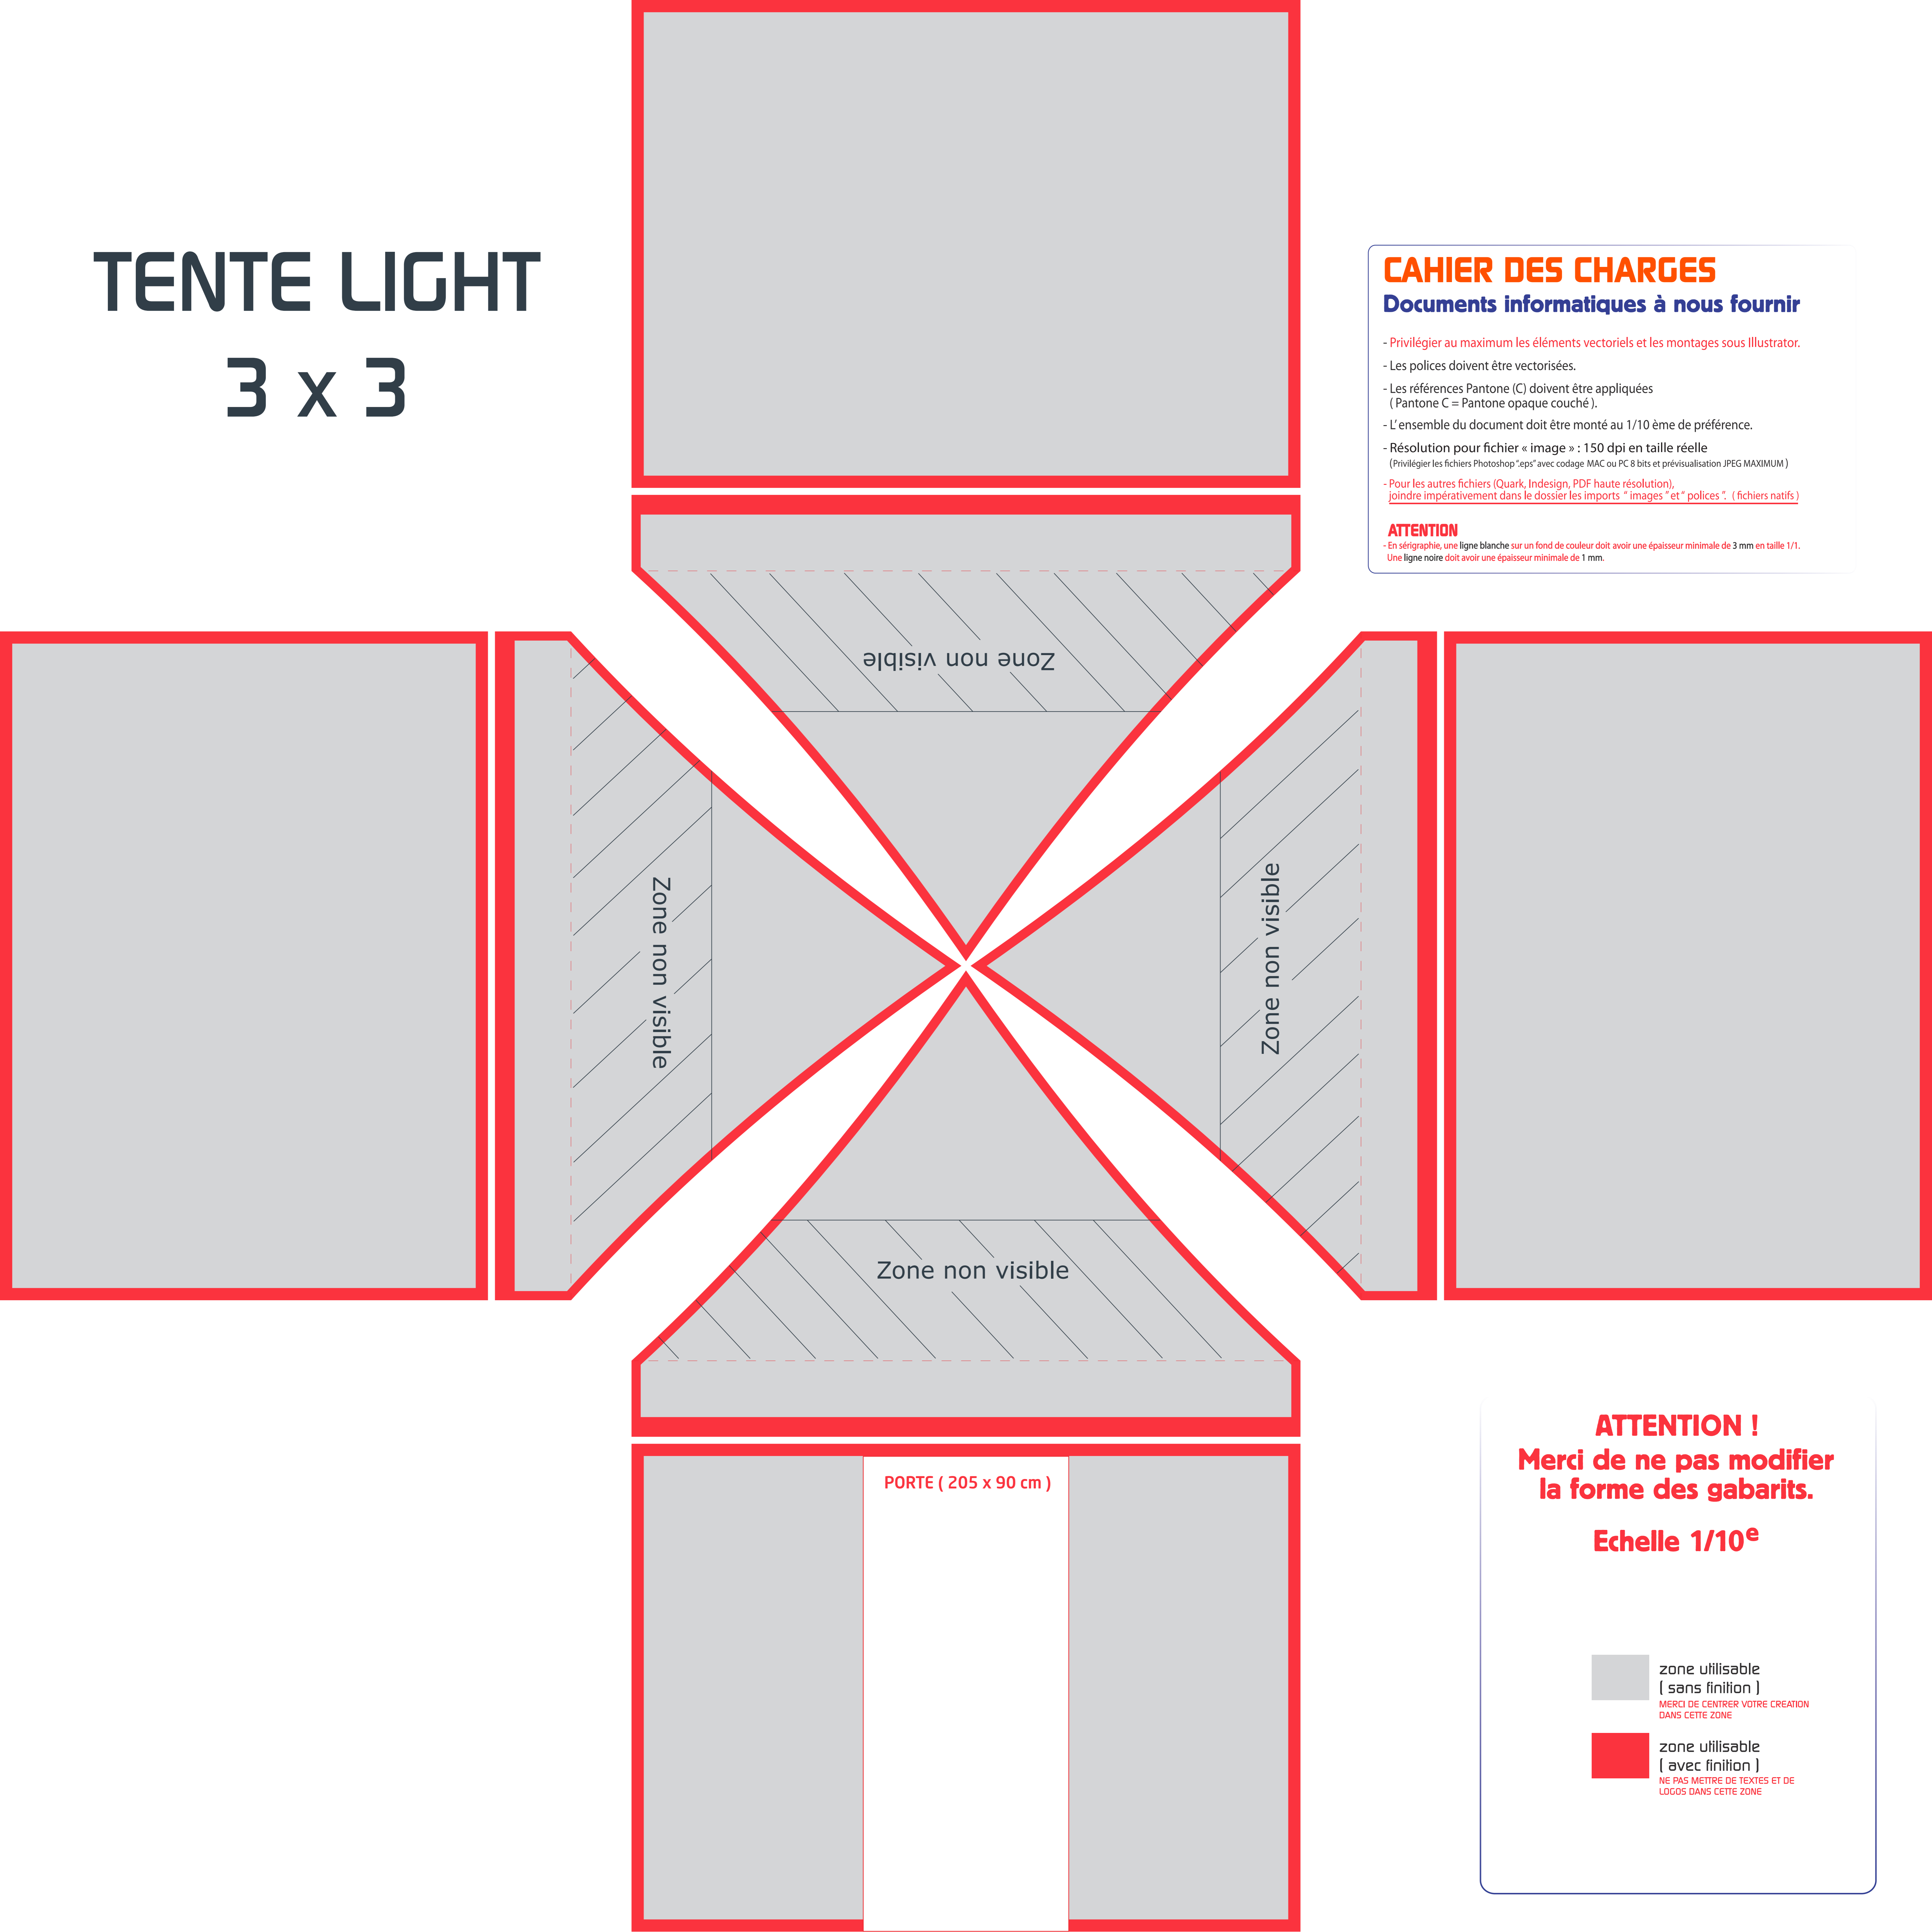 TENTE LIGHT
3 x 3
CAHIER DES CHARGES
Documents informatiques à nous fournir
- Privilégier au maximum les éléments vectoriels et les montages sous Illustrator.
- Les polices doivent être vectorisées.
- Les références Pantone (C) doivent être appliquées
( Pantone C = Pantone opaque couché ).
- L' ensemble du document doit être monté au 1/10 ème de préférence.
- Résolution pour fichier « image » : 150 dpi en taille réelle
(Privilégier les fichiers Photoshop ".eps" avec codage MAC ou PC 8 bits et prévisualisation JPEG MAXIMUM )
- Pour les autres fichiers (Quark, Indesign, PDF haute résolution),
joindre impérativement dans le dossier les imports " images " et " polices ". ( fichiers natifs )
ATTENTION
- En sérigraphie, une ligne blanche sur un fond de couleur doit avoir une épaisseur minimale de 3 mm en taille 1/1.
Une ligne noire doit avoir une épaisseur minimale de 1 mm.
Zone non visible
Zone non visible
Zone non visible
Zone non visible
PORTE ( 205 x 90 cm )
ATTENTION !
Merci de ne pas modifier
la forme des gabarits.
Echelle 1/10e
zone utilisable
( sans finition )
MERCI DE CENTRER VOTRE CREATION
DANS CETTE ZONE
zone utilisable
( avec finition )
NE PAS METTRE DE TEXTES ET DE
LOGOS DANS CETTE ZONE